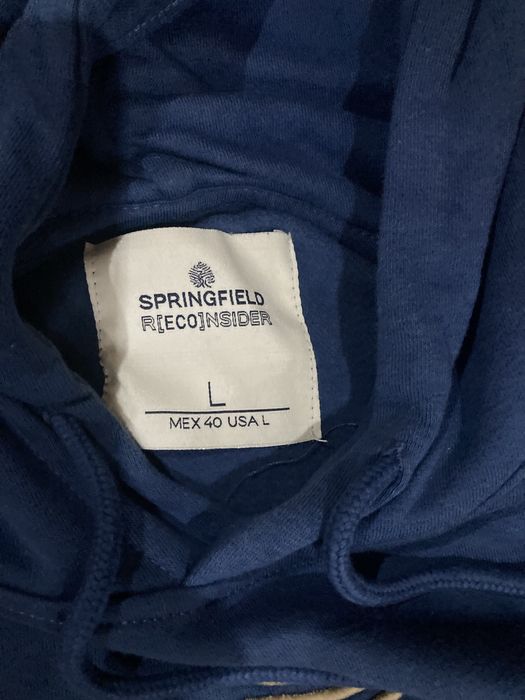 SPRINGFIELD
R[ECO]NSIDER
L
MEX 40 USA L